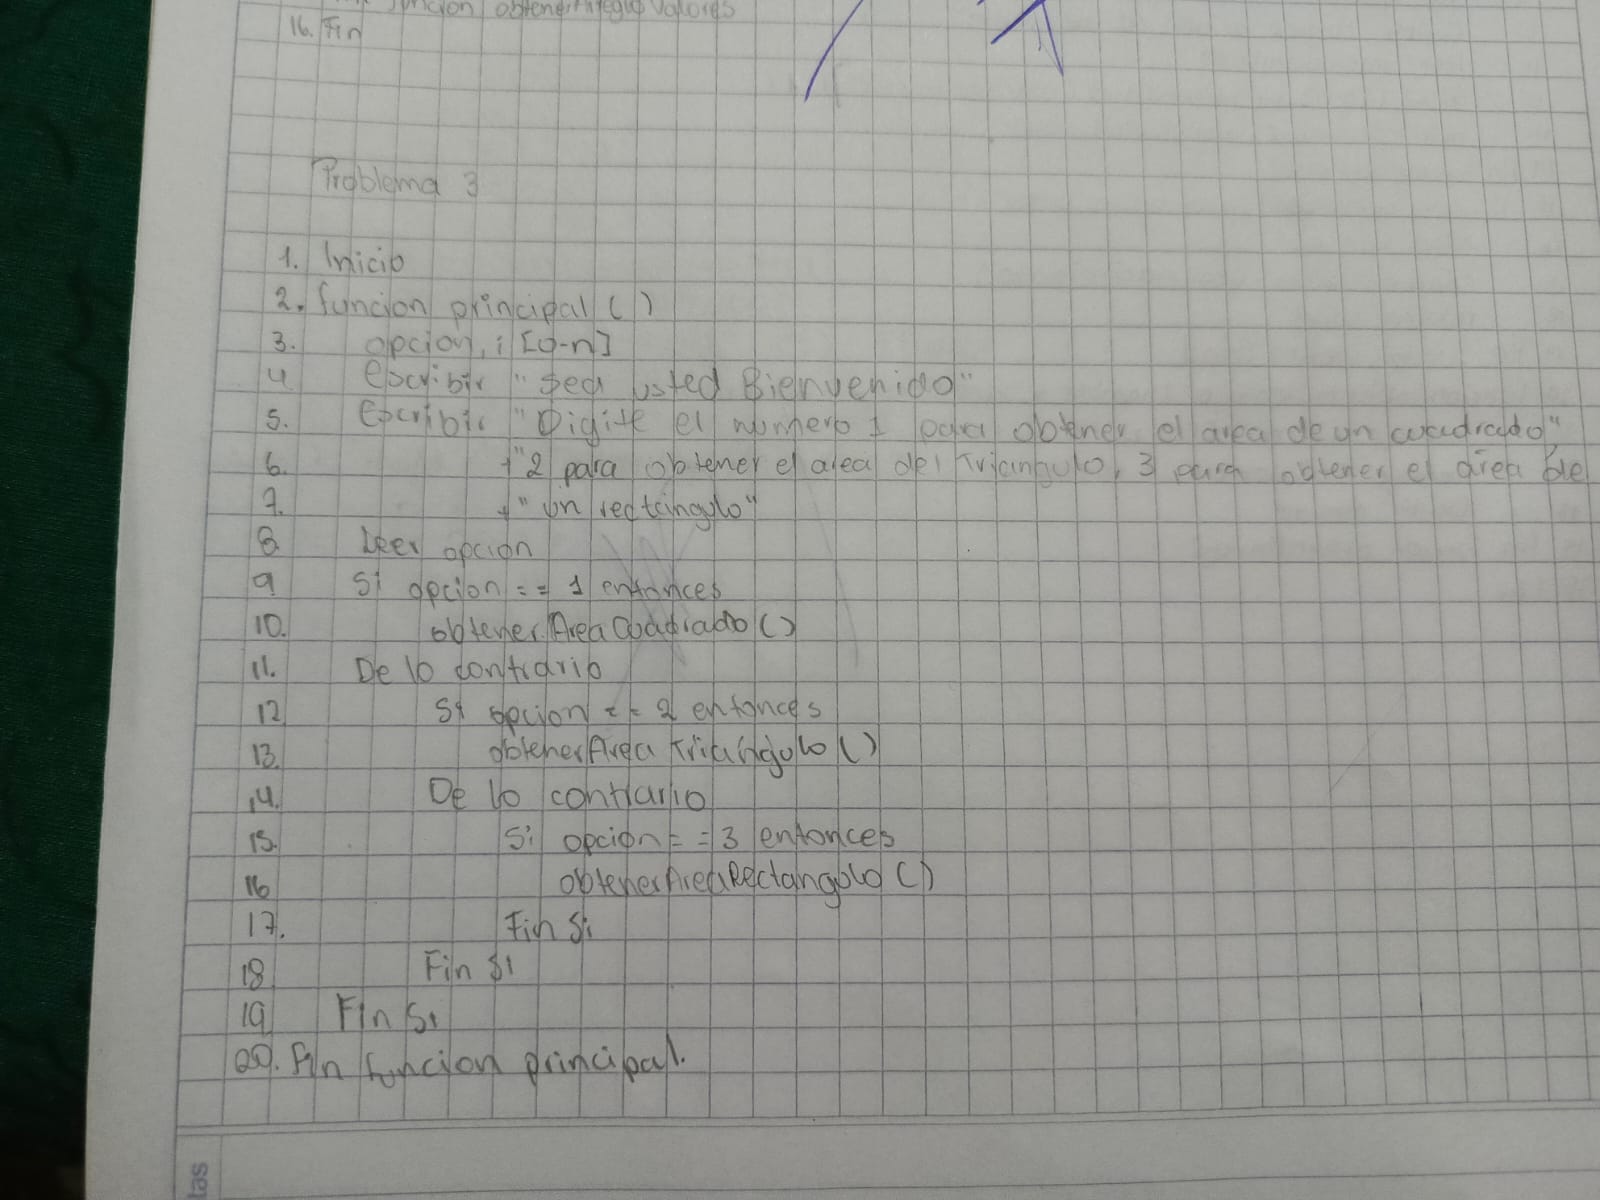 funcion obtenerArreglo valores
16. Fin
Problema 3
1. Inicio
2. funcion principal ( )
3. opcion, i [0-n]
4 escribir "Sea usted Bienvenido"
5. Escribir "Digite el numero 1 para obtener el area de un cuadrado"
6. +"2 para obtener el area del triangulo, 3 para obtener el área de
7. +" un rectángulo"
8 Leer opcion
9 Si opcion == 1 entonces
10. obtenerAreaCuadrado ( )
11. De lo contrario
12 Si opcion == 2 entonces
13. obtenerArea triangulo ( )
14. De lo contrario
15. Si opcion == 3 entonces
16 obtenerAreaRectangulo ( )
17. Fin Si
18 Fin Si
19 Fin Si
20. fin funcion principal.
tas